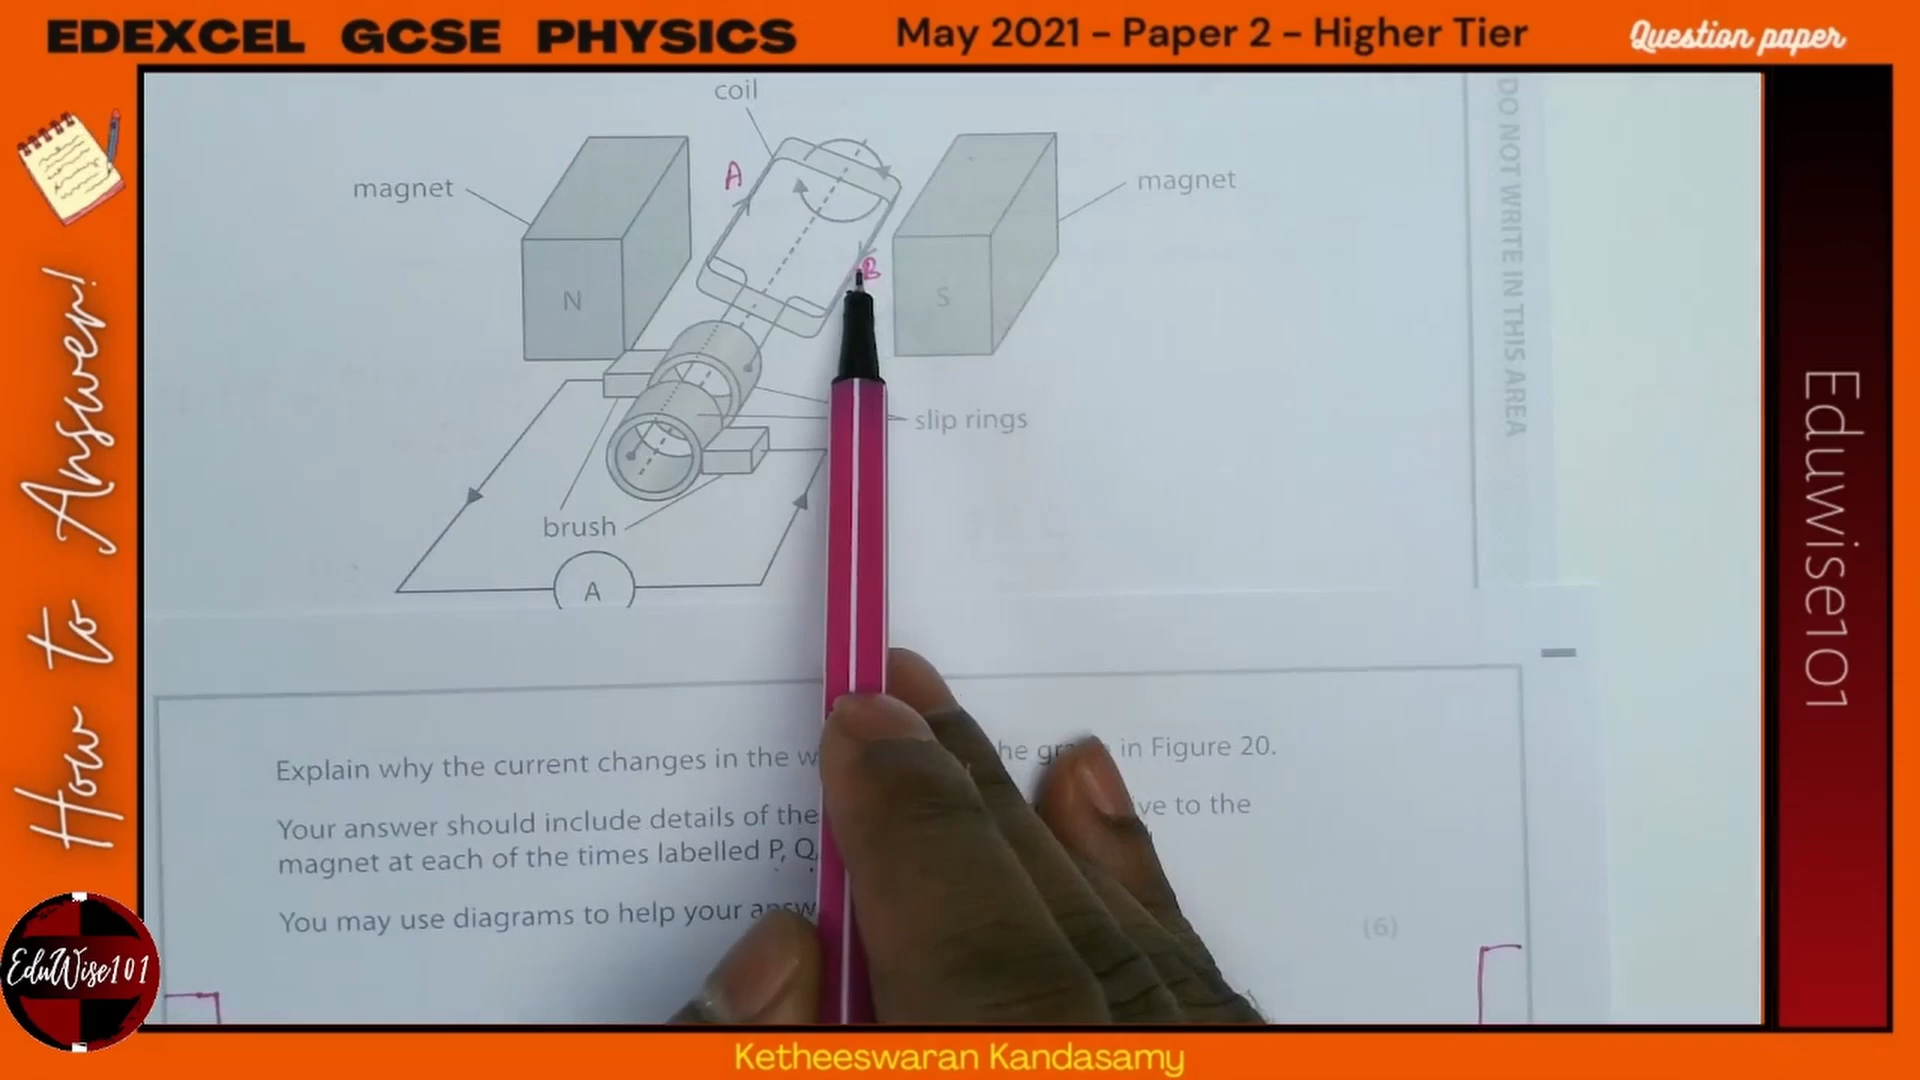 EDEXCEL GCSE PHYSICS
May 2021 - Paper 2 - Higher Tier
Question paper
How to Answer!
coil
magnet
A
magnet
N
B
S
slip rings
brush
A
DO NOT WRITE IN THIS AREA
Explain why the current changes in the in Figure 20.
Your answer should include details of the to the
magnet at each of the times labelled P, Q
You may use diagrams to help your
(6)
Eduwise101
EduWise101
Ketheeswaran Kandasamy